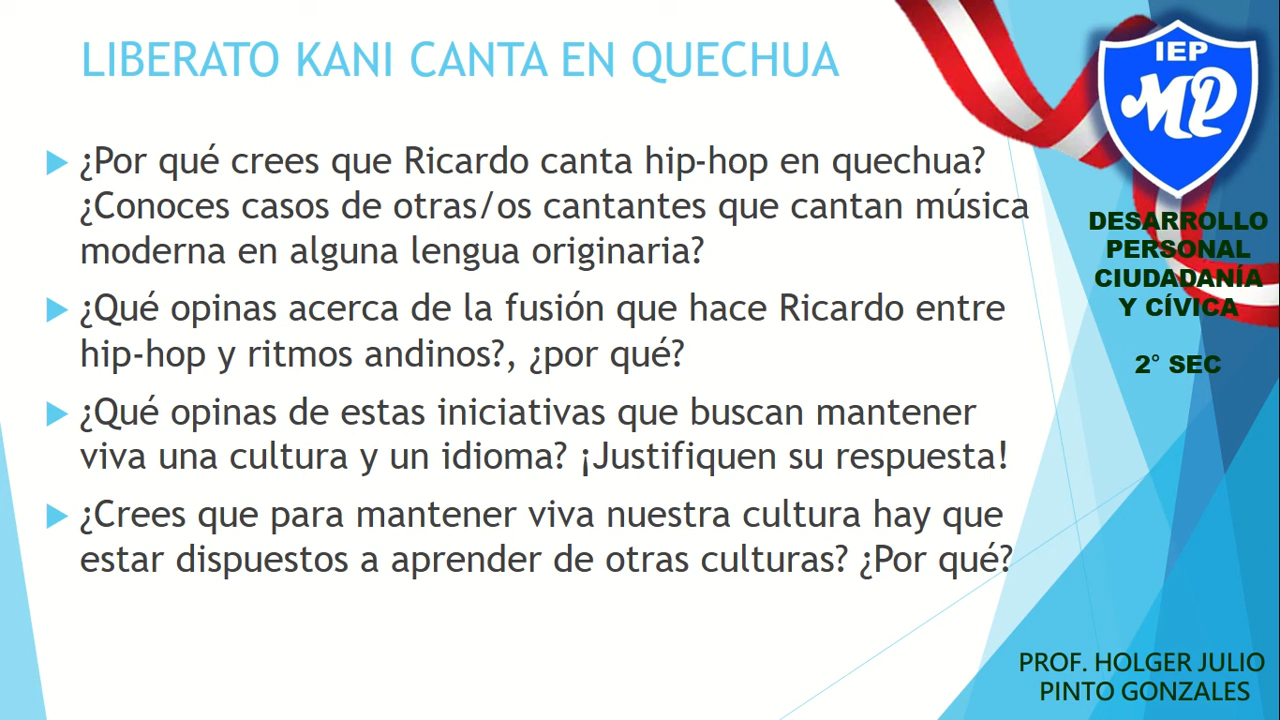 LIBERATO KANI CANTA EN QUECHUA
¿Por qué crees que Ricardo canta hip-hop en quechua?
¿Conoces casos de otras/os cantantes que cantan música
moderna en alguna lengua originaria?
¿Qué opinas acerca de la fusión que hace Ricardo entre
hip-hop y ritmos andinos?, ¿por qué?
¿Qué opinas de estas iniciativas que buscan mantener
viva una cultura y un idioma? ¡Justifiquen su respuesta!
¿Crees que para mantener viva nuestra cultura hay que
estar dispuestos a aprender de otras culturas? ¿Por qué?
IEP
MP
DESARROLLO
PERSONAL
CIUDADANÍA
Y CÍVICA
2° SEC
PROF. HOLGER JULIO
PINTO GONZALES